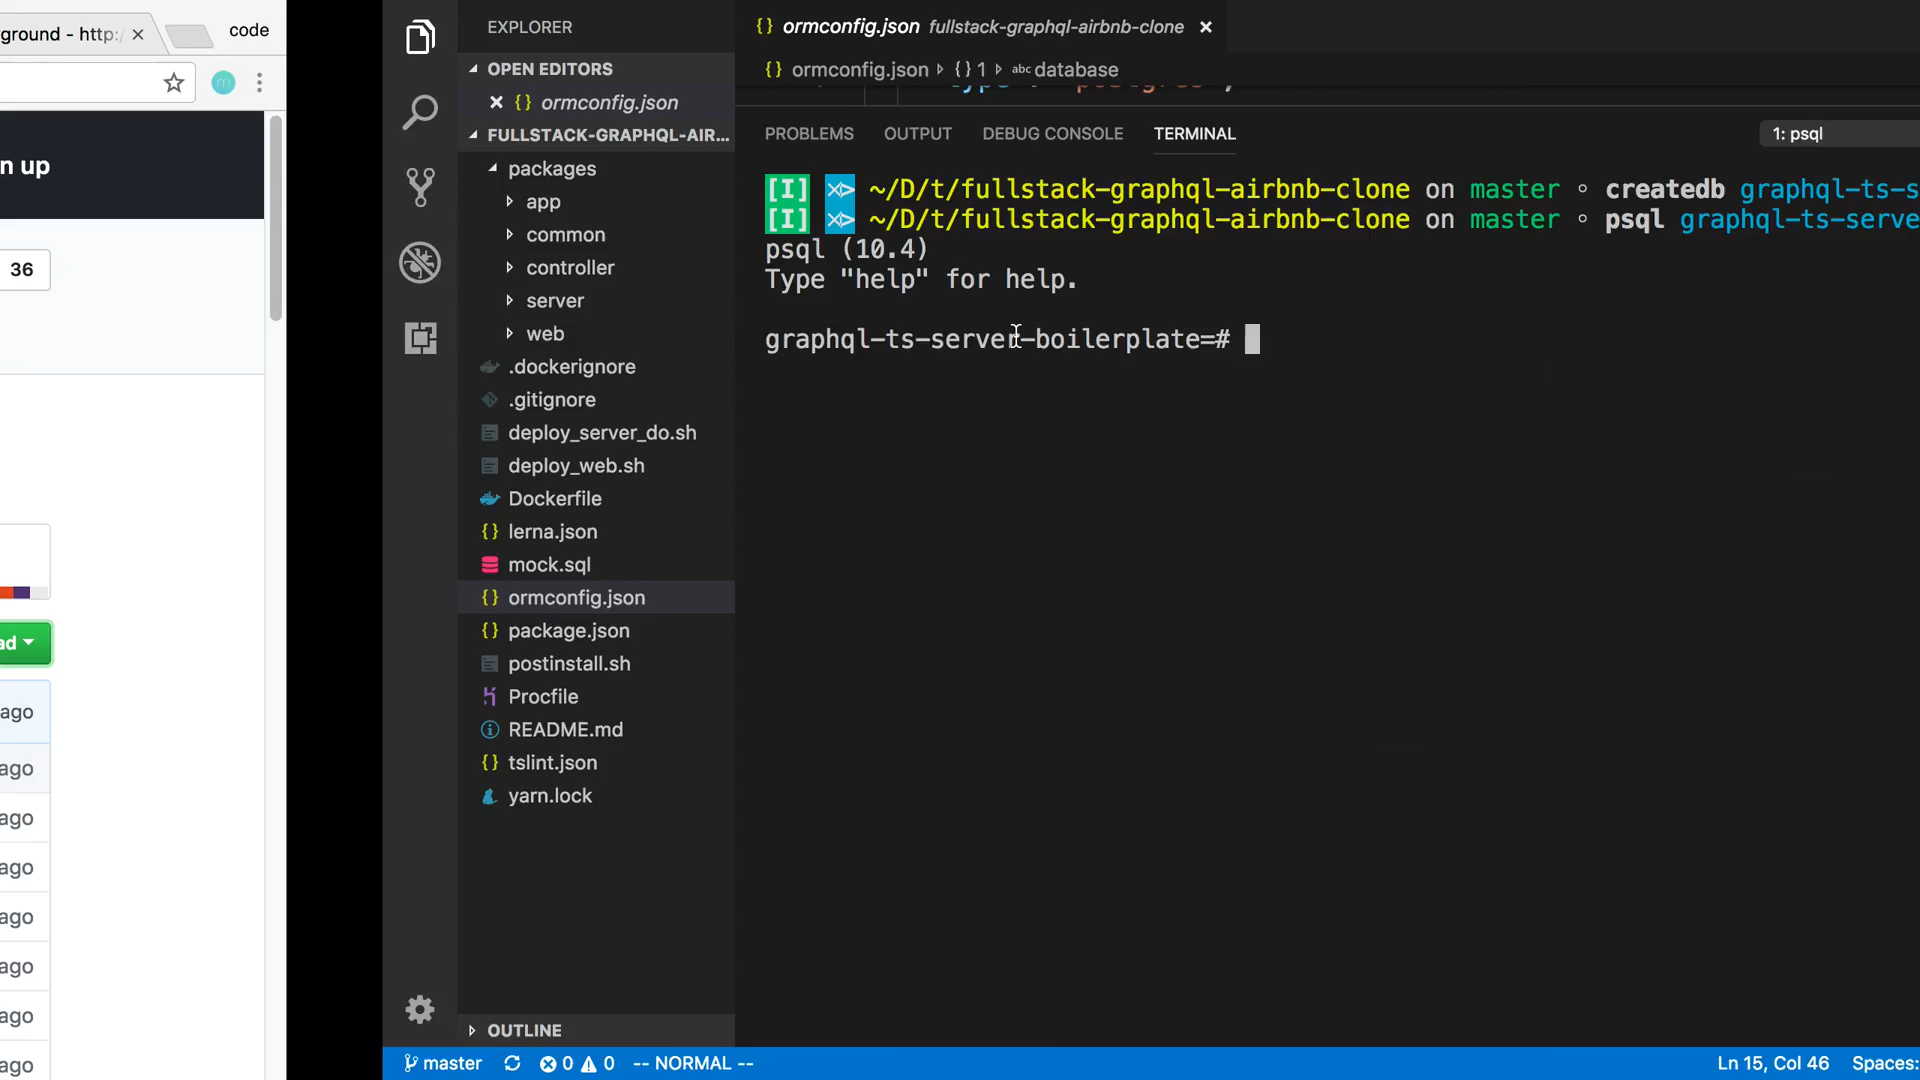 ground - http:/
code
n up
36
ad
ago
ago
ago
ago
ago
ago
ago
ago
EXPLORER
OPEN EDITORS
ormconfig.json
FULLSTACK-GRAPHQL-AIR...
packages
app
common
controller
server
web
.dockerignore
.gitignore
deploy_server_do.sh
deploy_web.sh
Dockerfile
lerna.json
mock.sql
ormconfig.json
package.json
postinstall.sh
Procfile
README.md
tslint.json
yarn.lock
OUTLINE
{} ormconfig.json fullstack-graphql-airbnb-clone
{} ormconfig.json {} 1 abc database
PROBLEMS OUTPUT DEBUG CONSOLE TERMINAL 1: psql
[I] ~/D/t/fullstack-graphql-airbnb-clone on master ◦ createdb graphql-ts-s
[I] ~/D/t/fullstack-graphql-airbnb-clone on master ◦ psql graphql-ts-serve
psql (10.4)
Type "help" for help.
graphql-ts-server-boilerplate=#
master 0 0 -- NORMAL -- Ln 15, Col 46 Spaces: